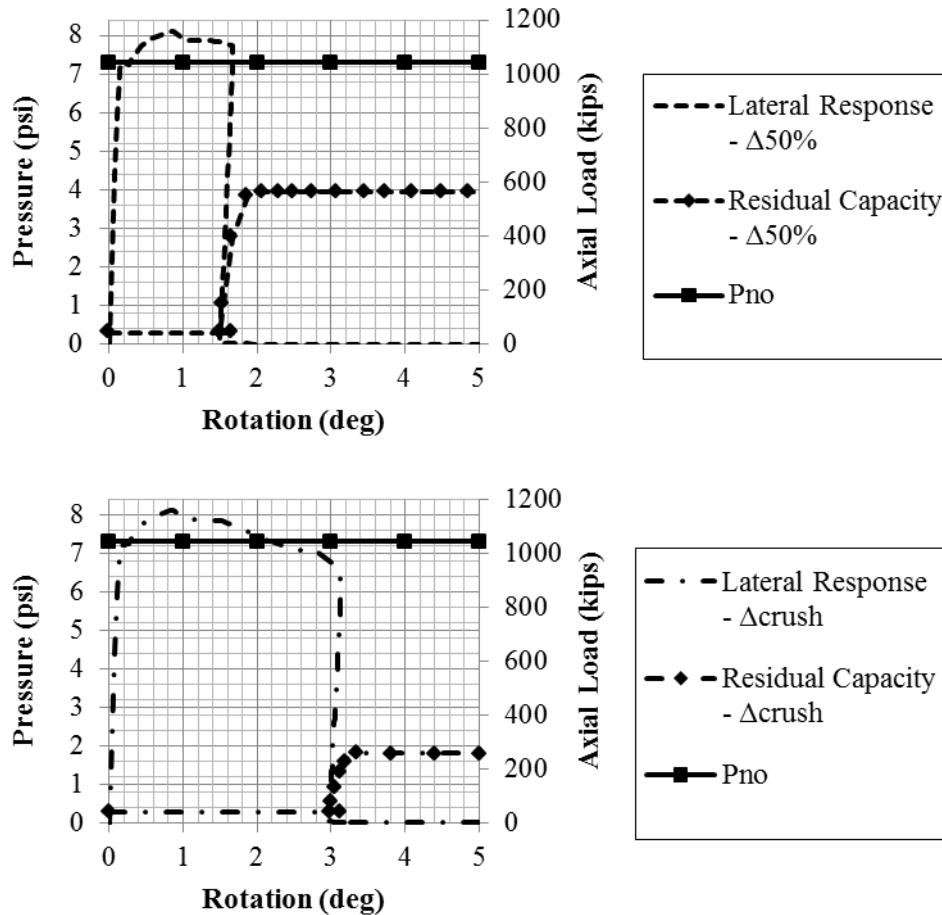 8
7
6
5
4
3
2
1
0
Pressure (psi)
0 1 2 3 4 5
Rotation (deg)
1200
1000
800
600
400
200
0
Axial Load (kips)
Lateral Response
- Δ50%
Residual Capacity
- Δ50%
Pno
8
7
6
5
4
3
2
1
0
Pressure (psi)
0 1 2 3 4 5
Rotation (deg)
1200
1000
800
600
400
200
0
Axial Load (kips)
Lateral Response
- Δcrush
Residual Capacity
- Δcrush
Pno